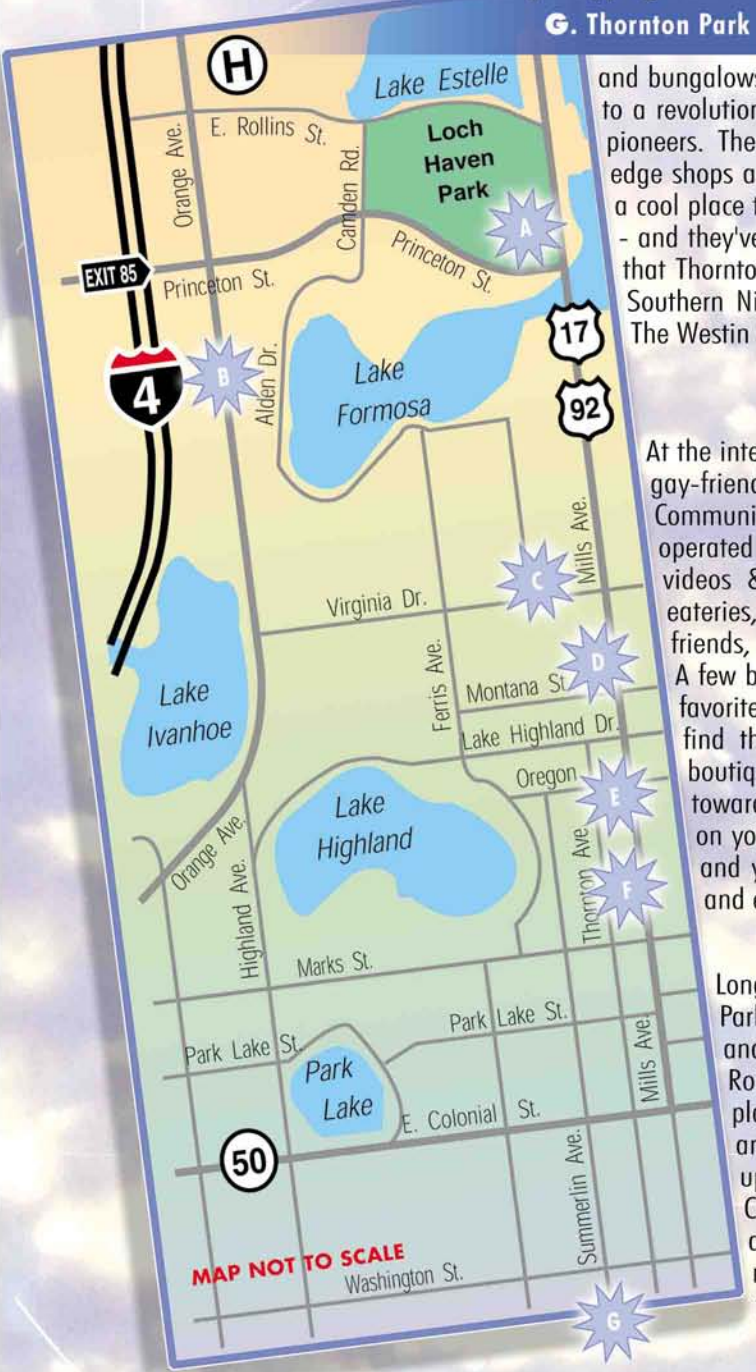 G. Thornton Park
H
Lake Estelle
E. Rollins St.
Orange Ave.
Camden Rd.
Loch
Haven
Park
A
EXIT 85
Princeton St.
Princeton St.
17
92
4
B
Alden Dr.
Lake
Formosa
Mills Ave.
C
Virginia Dr.
D
Lake
Ivanhoe
Ferris Ave.
Montana St.
Lake Highland Dr.
Oregon
E
Lake
Highland
Orange Ave.
Highland Ave.
Thornton Ave
F
Marks St.
Park Lake St.
Park Lake St.
Mills Ave.
Park
Lake
E. Colonial St.
50
Summerlin Ave.
MAP NOT TO SCALE
Washington St.
G
and bungalows
to a revolution
pioneers. The
edge shops a
a cool place t
- and they've
that Thornto
Southern Ni
The Westin
At the inte
gay-friend
Communi
operated
videos &
eateries,
friends,
A few b
favorite
find th
boutiq
toward
on yo
and y
and
Long
Park
and
Ro
ple
an
up
C